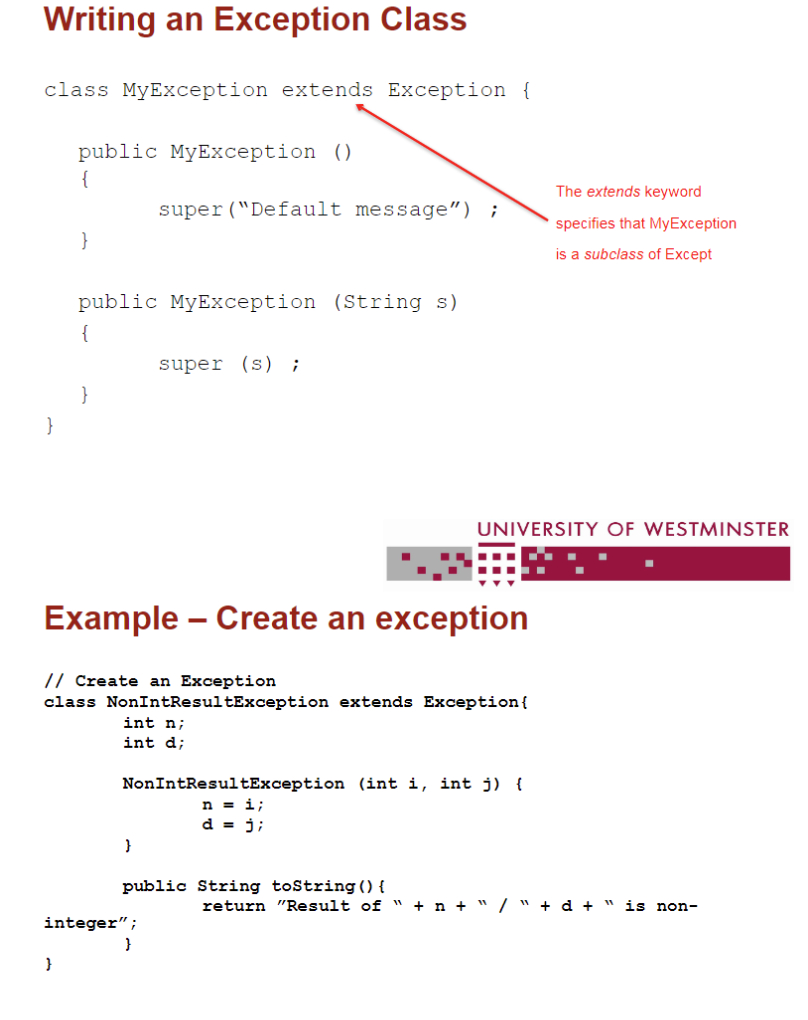 Writing an Exception Class
class MyException extends Exception {
public MyException ()
{
super(“Default message”) ;
}
The extends keyword
specifies that MyException
is a subclass of Except
public MyException (String s)
{
super (s) ;
}
}
UNIVERSITY OF WESTMINSTER
Example – Create an exception
// Create an Exception
class NonIntResultException extends Exception{
int n;
int d;
NonIntResultException (int i, int j) {
n = i;
d = j;
}
public String toString(){
return ”Result of “ + n + “ / “ + d + “ is non-
integer”;
}
}